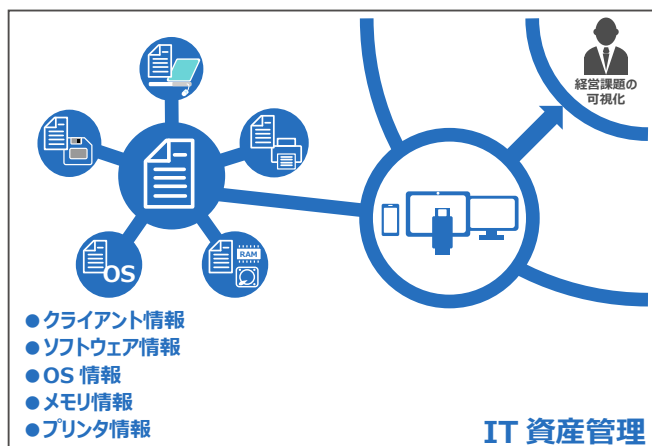 経営課題の
可視化
RAM
OS
●クライアント情報
●ソフトウェア情報
●OS 情報
●メモリ情報
●プリンタ情報
IT 資産管理